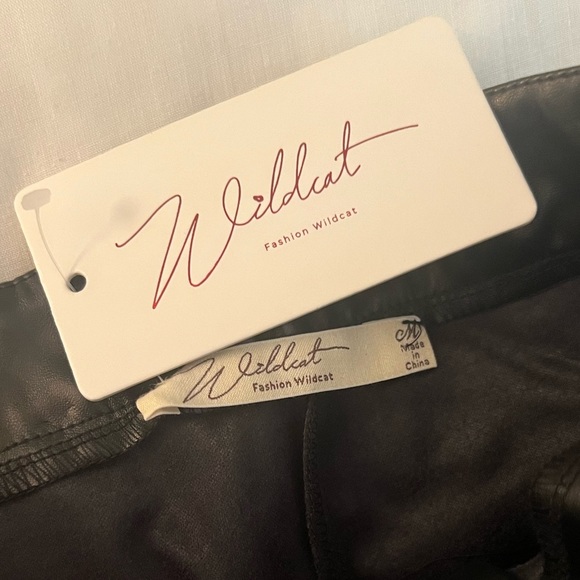 Wildcat
Fashion Wildcat
Wildcat
Fashion Wildcat
M
Made
in
China